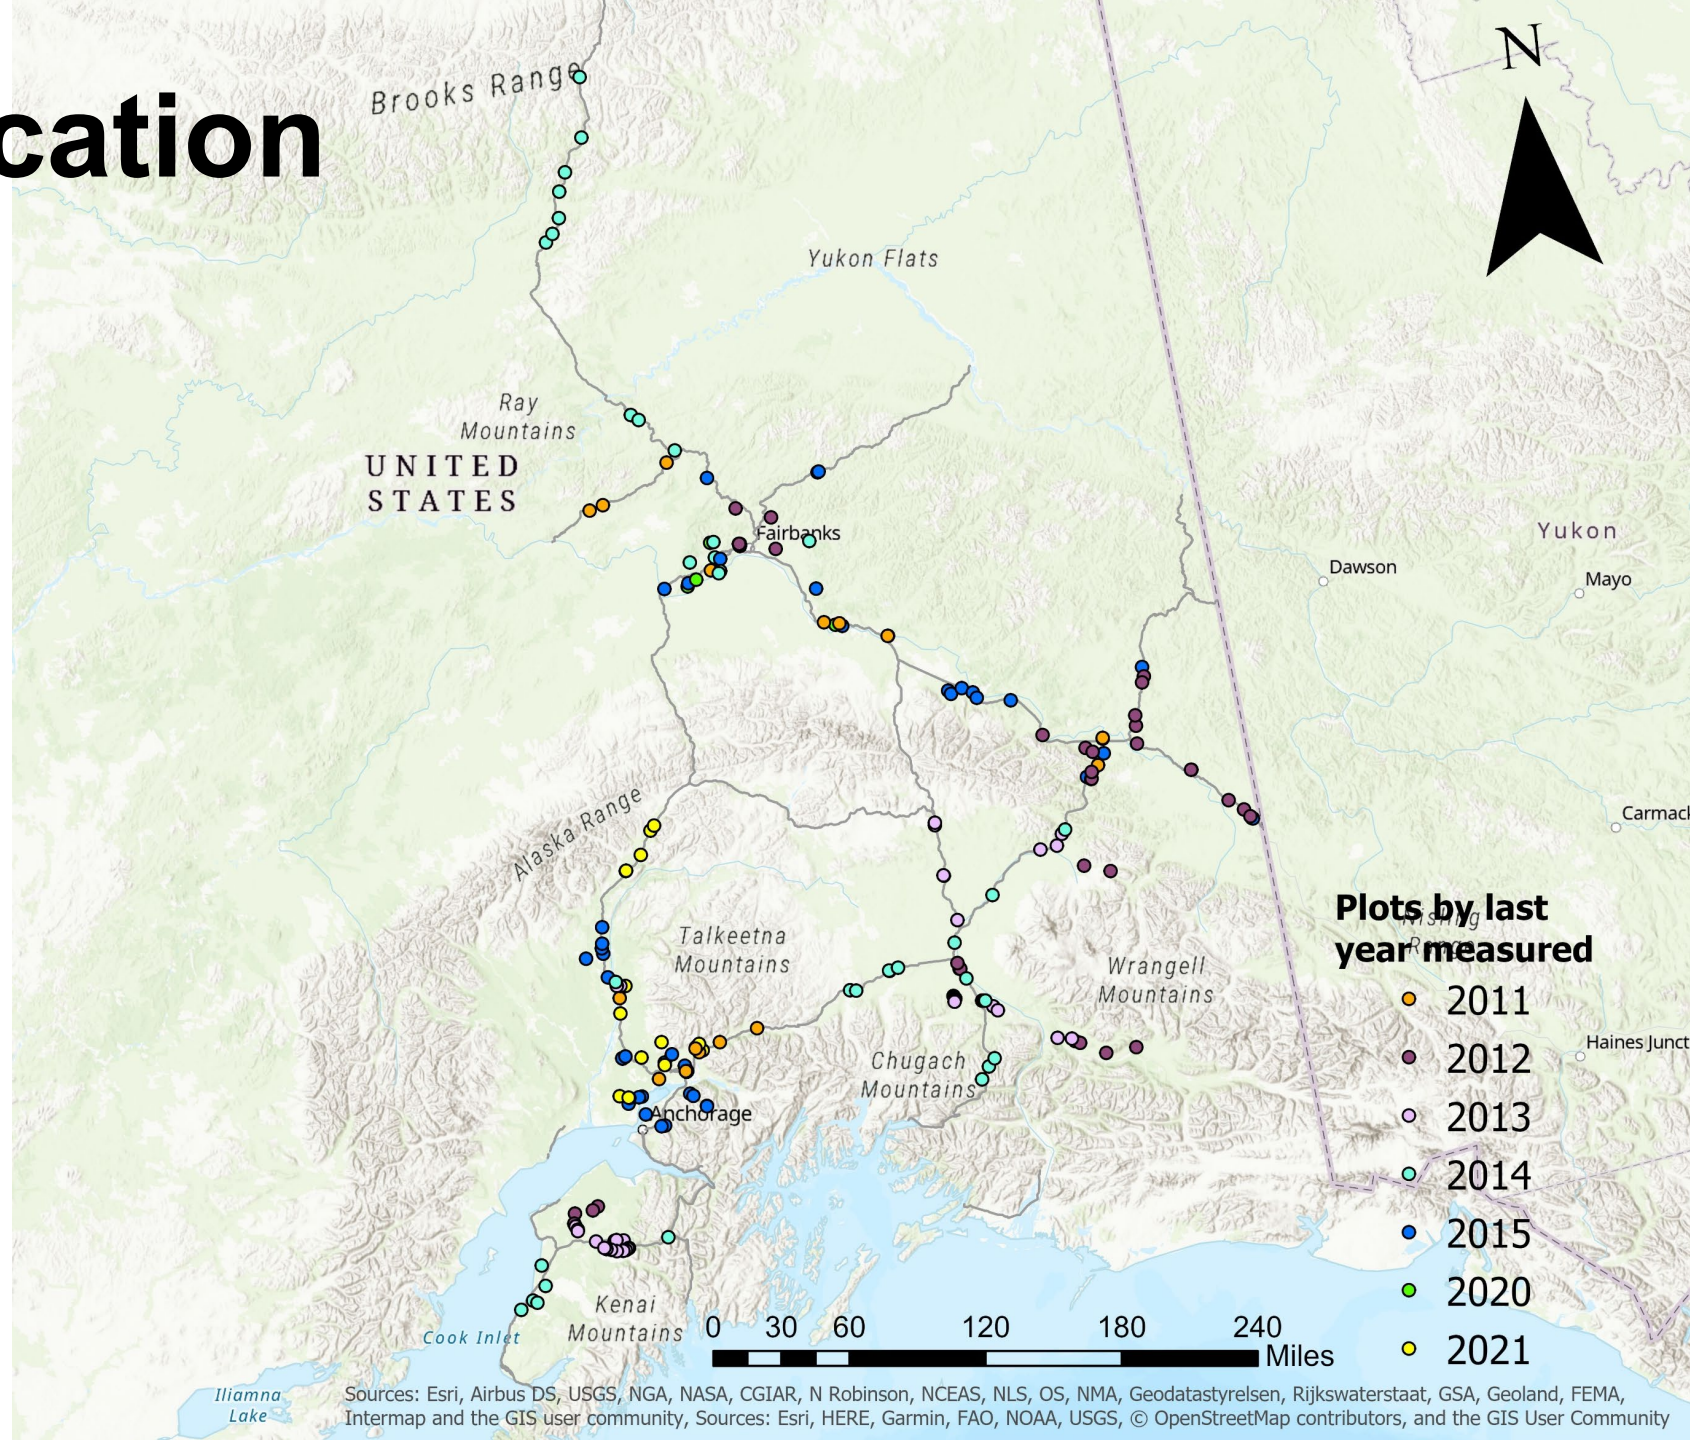 N
Brooks Range
cation
Yukon Flats
Ray
Mountains
UNITED
STATES
Fairbanks
Yukon
Dawson
Mayo
Alaska Range
Carmack
Plots by last
year measured
Nisling
Range
Talkeetna
Mountains
Wrangell
Mountains
2011
Haines Junct
2012
Chugach
Mountains
Anchorage
2013
2014
2015
2020
2021
Kenai
Mountains
Cook Inlet
0 30 60 120 180 240
Miles
Iliamna
Lake
Sources: Esri, Airbus DS, USGS, NGA, NASA, CGIAR, N Robinson, NCEAS, NLS, OS, NMA, Geodatastyrelsen, Rijkswaterstaat, GSA, Geoland, FEMA,
Intermap and the GIS user community, Sources: Esri, HERE, Garmin, FAO, NOAA, USGS, © OpenStreetMap contributors, and the GIS User Community